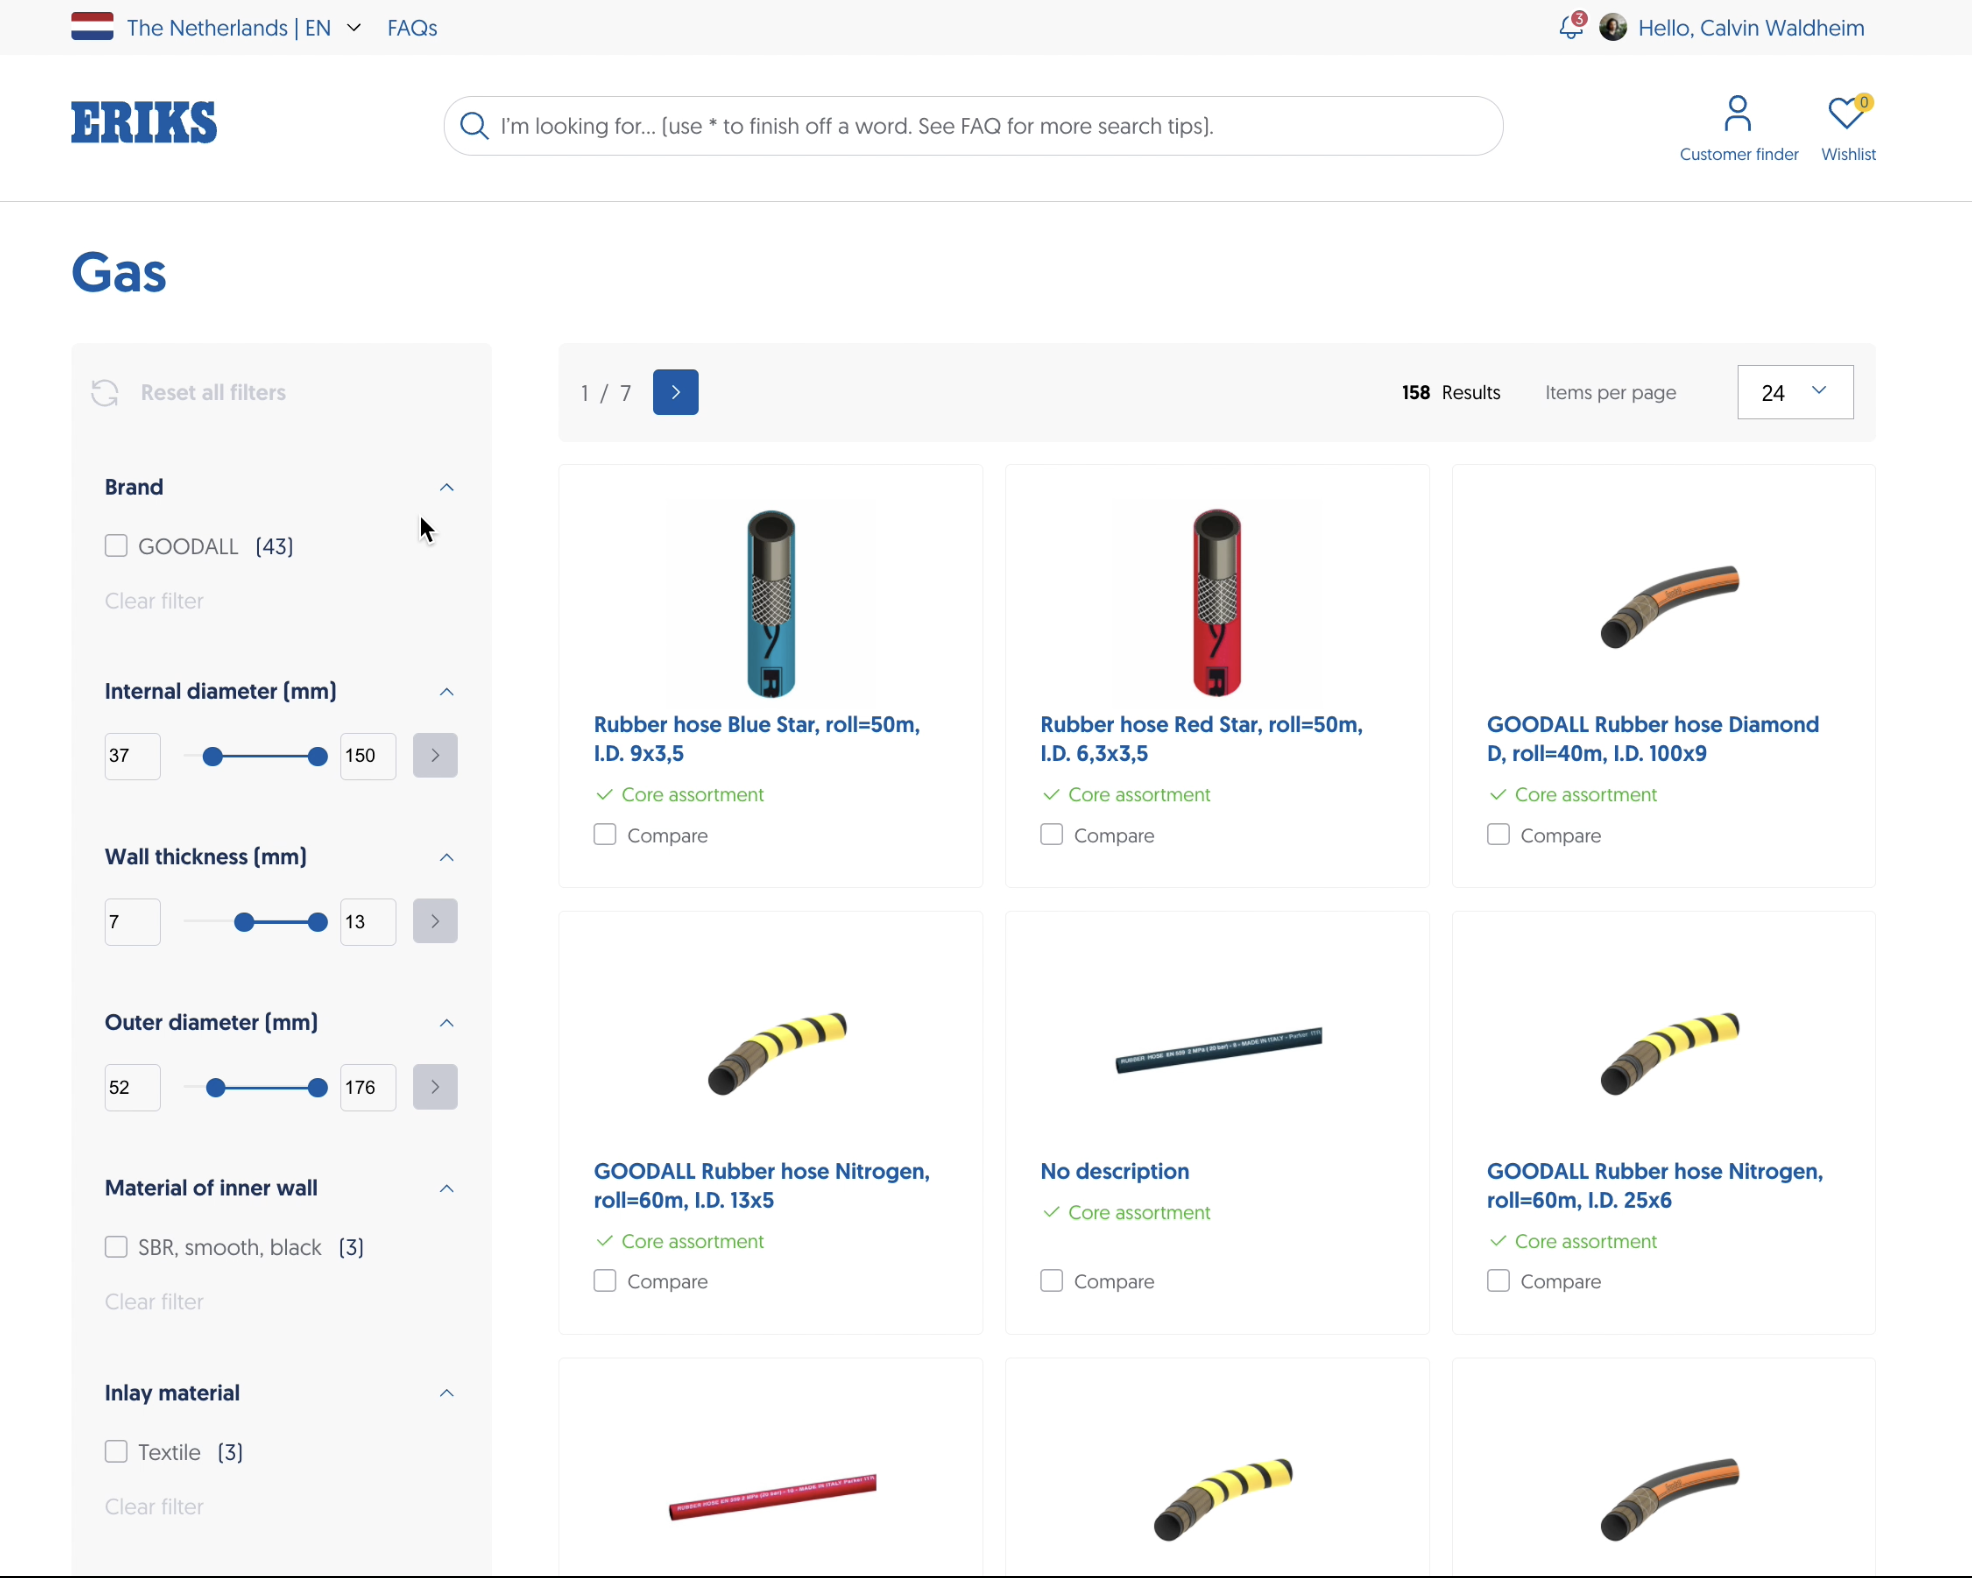 The Netherlands | EN
FAQs
3
Hello, Calvin Waldheim
ERIKS
I'm looking for... (use * to finish off a word. See FAQ for more search tips).
Customer finder
0
Wishlist
Gas
Reset all filters
Brand
GOODALL (43)
Clear filter
Internal diameter (mm)
37
150
Wall thickness (mm)
7
13
Outer diameter (mm)
52
176
Material of inner wall
SBR, smooth, black (3)
Clear filter
Inlay material
Textile (3)
Clear filter
1 / 7
158 Results
Items per page
24
Rubber hose Blue Star, roll=50m,
I.D. 9x3,5
Core assortment
Compare
Rubber hose Red Star, roll=50m,
I.D. 6,3x3,5
Core assortment
Compare
GOODALL Rubber hose Diamond
D, roll=40m, I.D. 100x9
Core assortment
Compare
GOODALL Rubber hose Nitrogen,
roll=60m, I.D. 13x5
Core assortment
Compare
No description
Core assortment
Compare
GOODALL Rubber hose Nitrogen,
roll=60m, I.D. 25x6
Core assortment
Compare